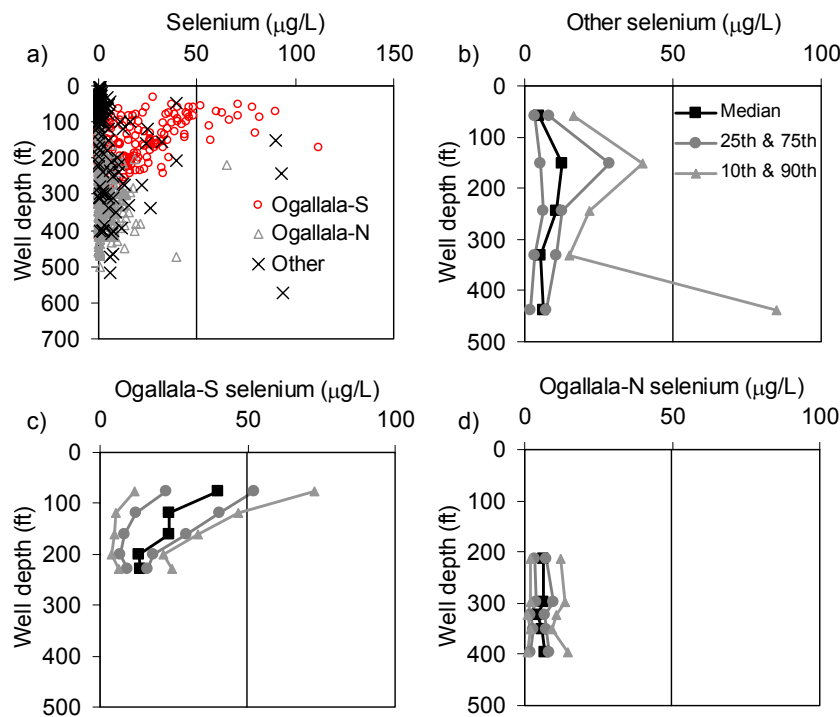 Selenium (μg/L)
a)
0 50 100 150
0
100
200
300
400
500
600
700
Well depth (ft)
Ogallala-S
Ogallala-N
Other
Other selenium (μg/L)
b)
0 50 100
0
100
200
300
400
500
Well depth (ft)
Median
25th & 75th
10th & 90th
Ogallala-S selenium (μg/L)
c)
0 50 100
0
100
200
300
400
500
Well depth (ft)
Ogallala-N selenium (μg/L)
d)
0 50 100
0
100
200
300
400
500
Well depth (ft)